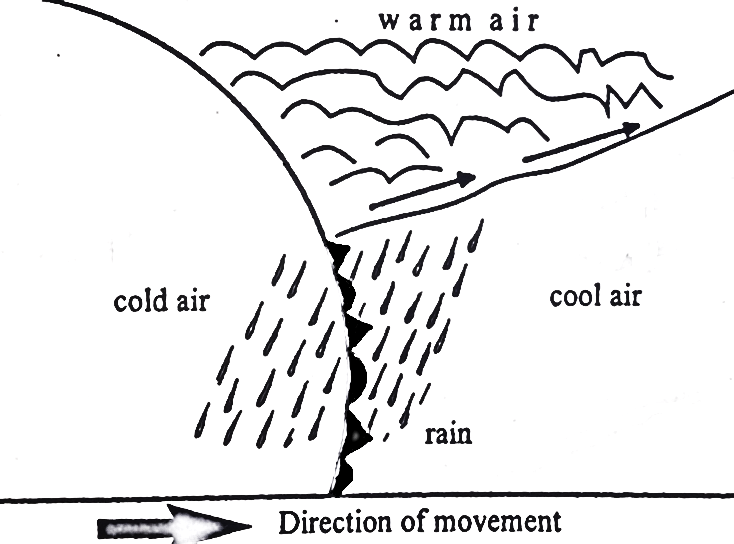 warm air
cold air
cool air
rain
Direction of movement